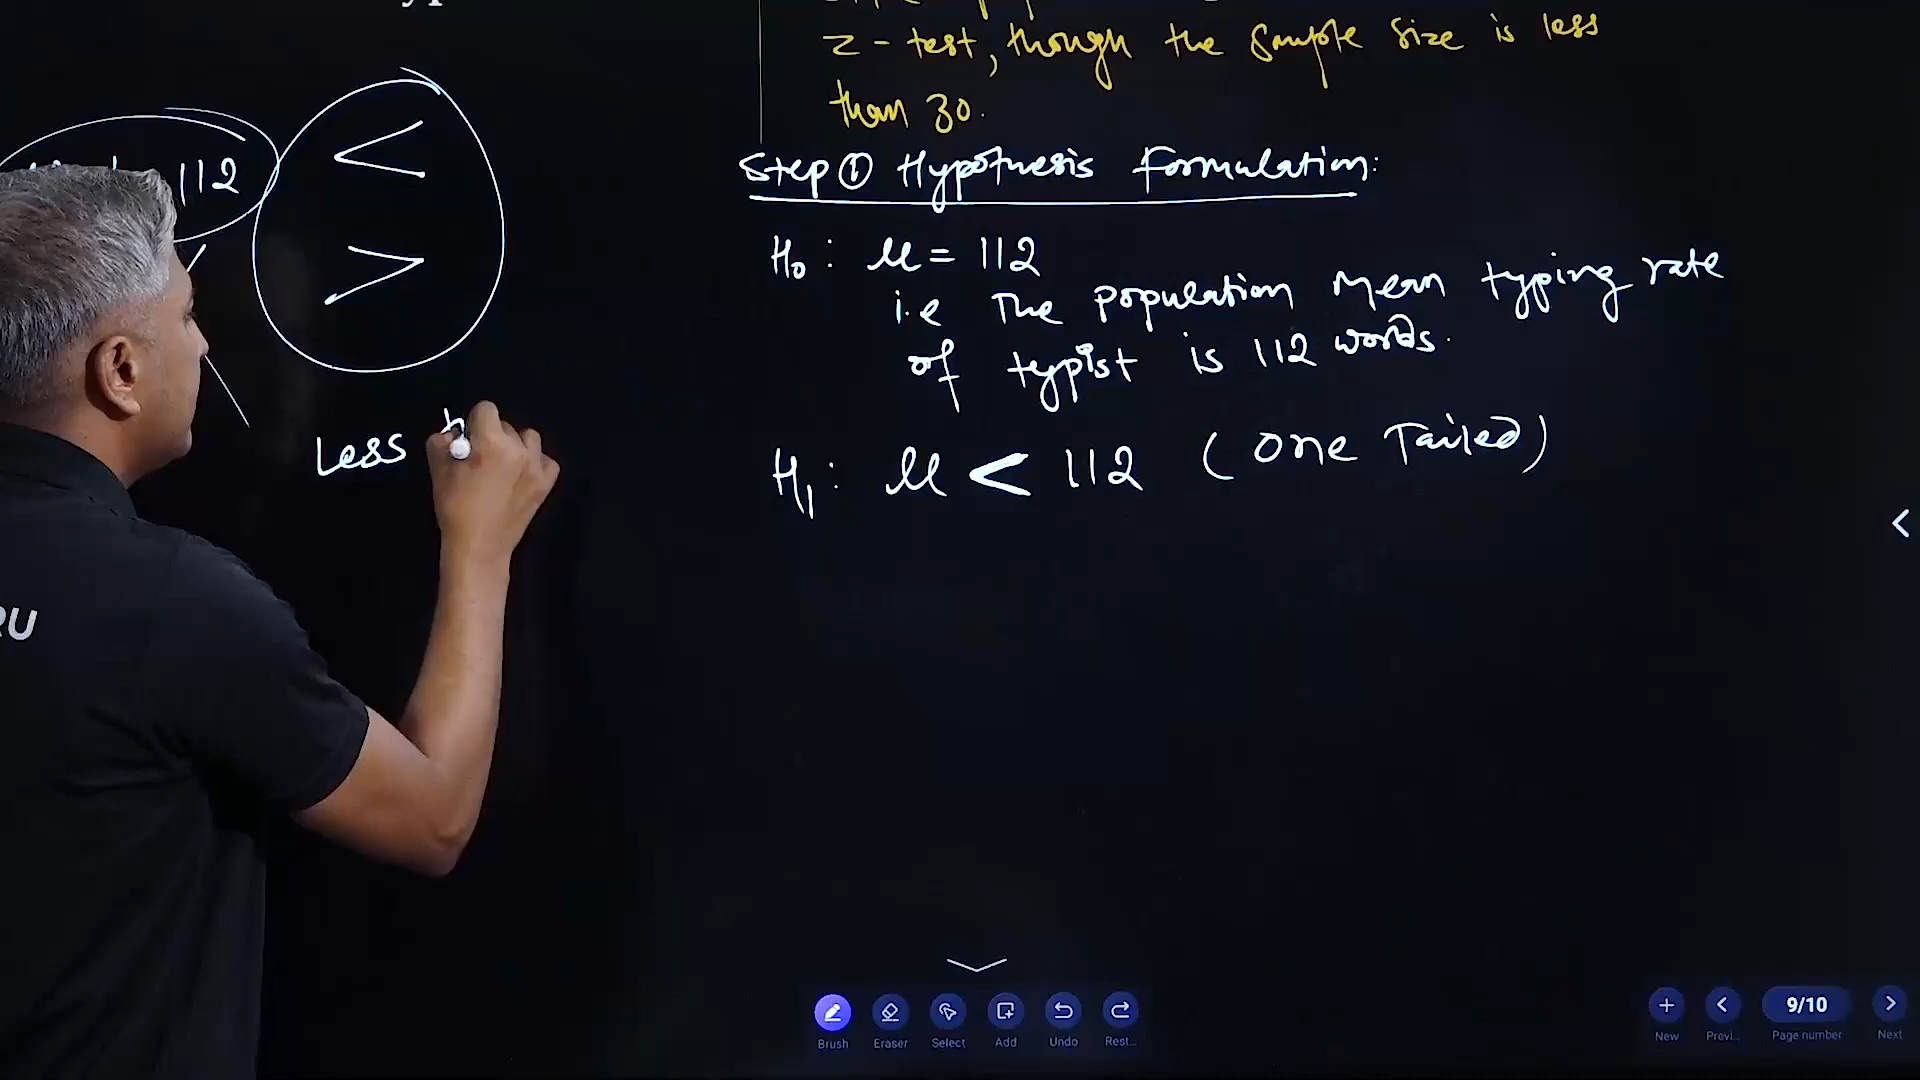 z - test, though the sample size is less
than 30.
Step ① Hypothesis Formulation:
H₀ : μ = 112
i.e The population mean typing rate
of typist is 112 words.
H₁ : μ < 112 (One Tailed)
112
<
>
Less
RU
<
Brush
Eraser
Select
Add
Undo
Rest...
New
Previ...
9/10
Page number
Next